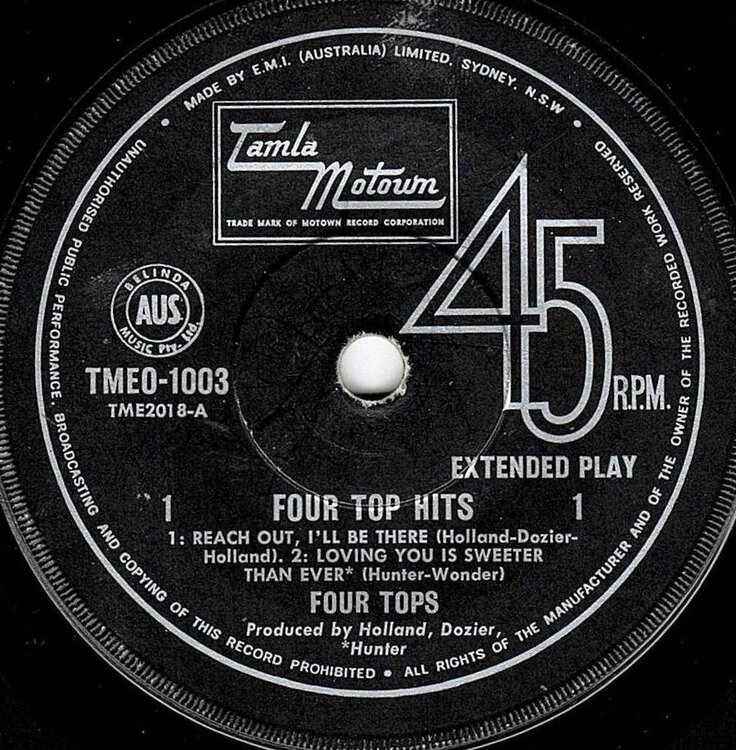 MADE BY E.M.I. (AUSTRALIA) LIMITED, SYDNEY, N.S.W.
Tamla
Motown
TRADE MARK OF MOTOWN RECORD CORPORATION
45
R.P.M.
BELINDA
AUS.
MUSIC Pty. Ltd.
TMEO-1003
TME2018-A
EXTENDED PLAY
1 FOUR TOP HITS 1
1: REACH OUT, I'LL BE THERE (Holland-Dozier-
Holland). 2: LOVING YOU IS SWEETER
THAN EVER* (Hunter-Wonder)
FOUR TOPS
Produced by Holland, Dozier,
*Hunter
UNAUTHORISED PUBLIC PERFORMANCE, BROADCASTING AND COPYING OF THIS RECORD PROHIBITED • ALL RIGHTS OF THE MANUFACTURER AND OF THE OWNER OF THE RECORDED WORK RESERVED